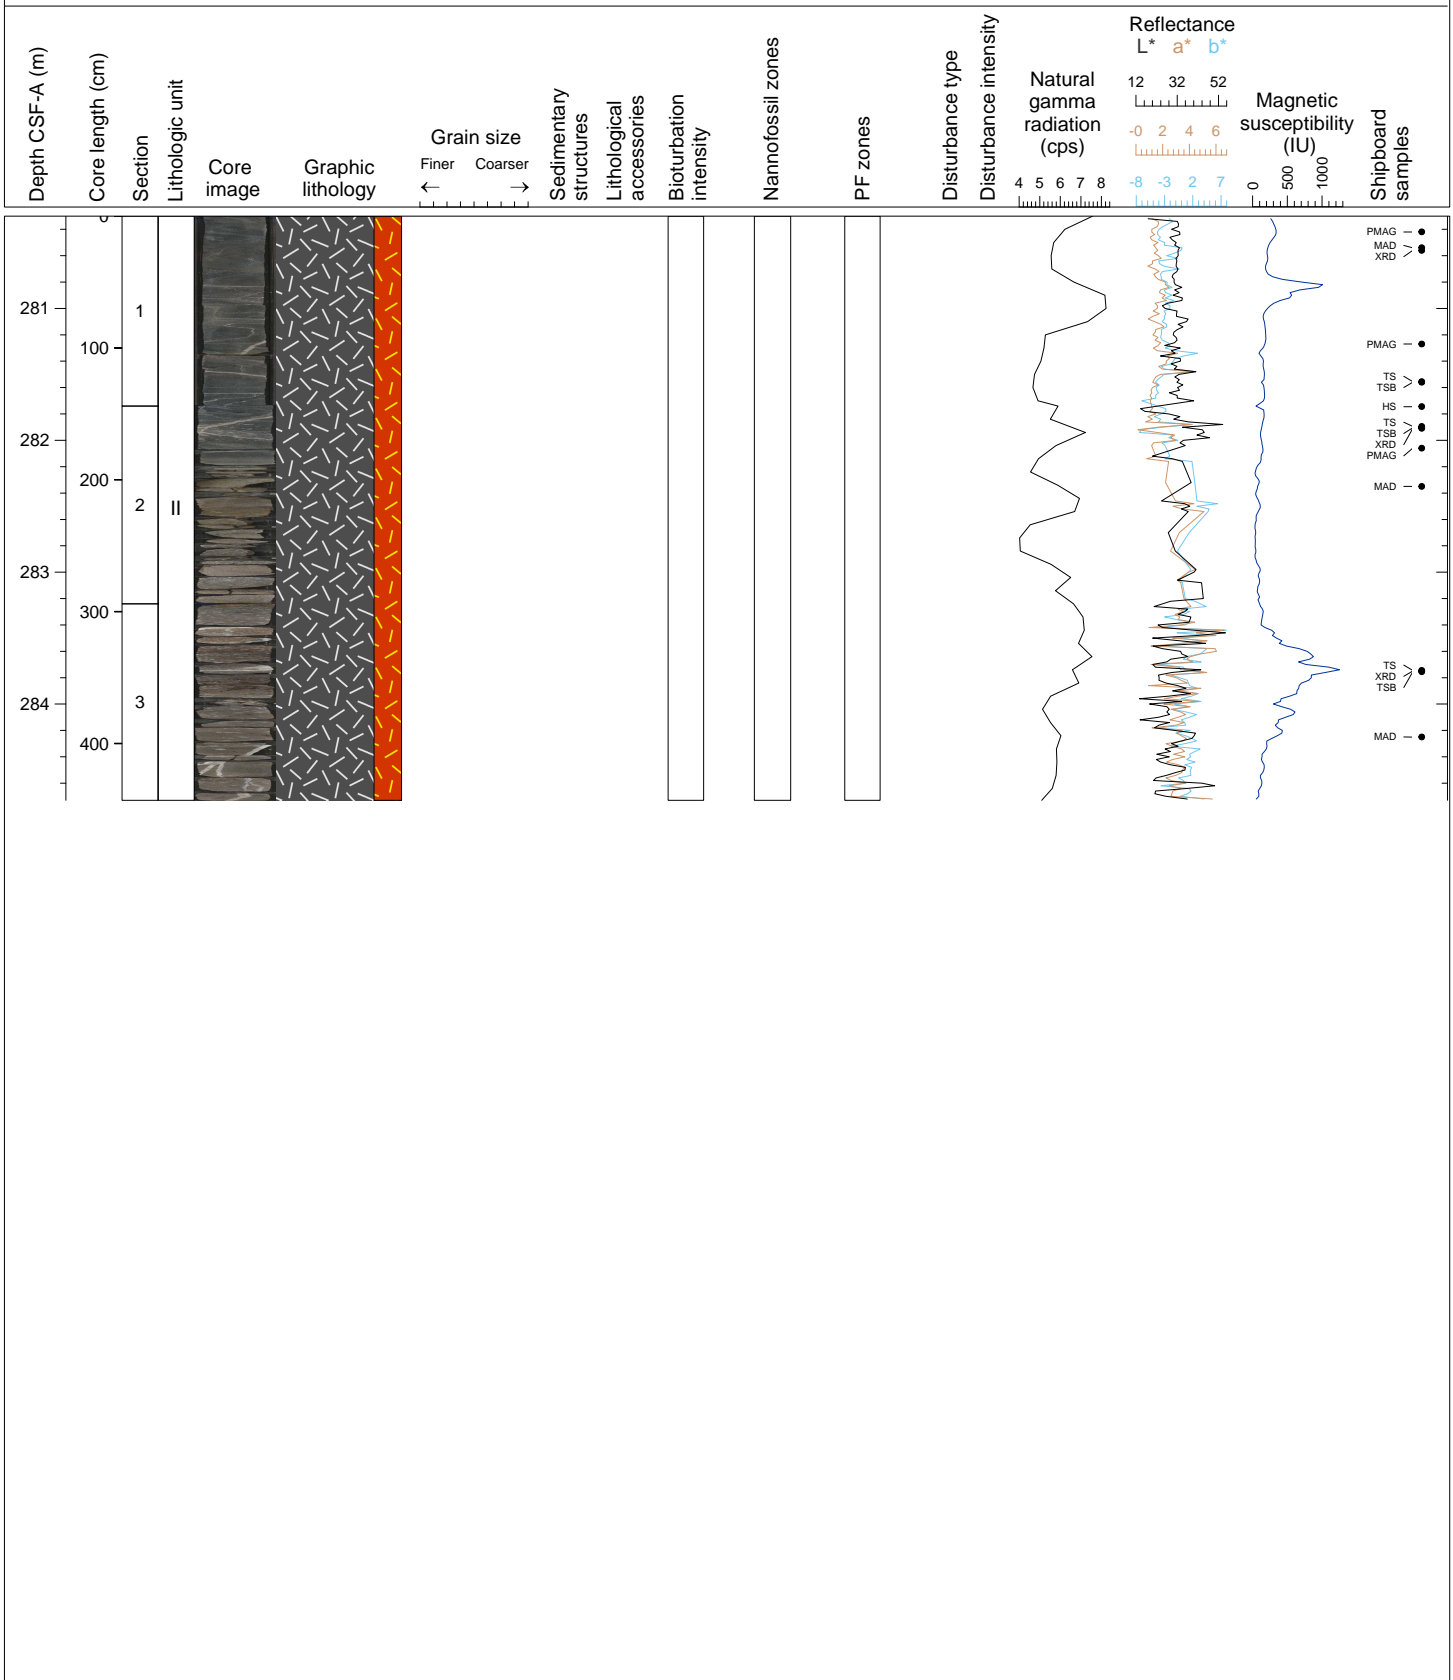 Depth CSF-A (m)
Core length (cm)
Section
Lithologic unit
Core
image
Graphic
lithology
Grain size
Finer Coarser
← →
Sedimentary
structures
Lithological
accessories
Bioturbation
intensity
Nannofossil zones
PF zones
Disturbance type
Disturbance intensity
Natural
gamma
radiation
(cps)
4 5 6 7 8
Reflectance
L* a* b*
12 32 52
-0 2 4 6
-8 -3 2 7
Magnetic
susceptibility
(IU)
0 500 1000
Shipboard
samples
0
PMAG
MAD
XRD
281
1
100
PMAG
TS
TSB
HS
TS
282
TSB
XRD
PMAG
200
MAD
2
II
283
300
TS
XRD
TSB
284
3
400
MAD